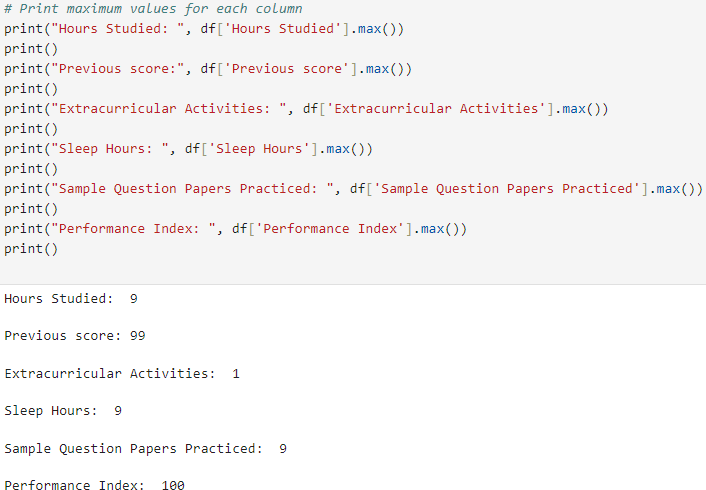 # Print maximum values for each column
print("Hours Studied: ", df['Hours Studied'].max())
print()
print("Previous score:", df['Previous score'].max())
print()
print("Extracurricular Activities: ", df['Extracurricular Activities'].max())
print()
print("Sleep Hours: ", df['Sleep Hours'].max())
print()
print("Sample Question Papers Practiced: ", df['Sample Question Papers Practiced'].max())
print()
print("Performance Index: ", df['Performance Index'].max())
print()
Hours Studied:  9
Previous score: 99
Extracurricular Activities:  1
Sleep Hours:  9
Sample Question Papers Practiced:  9
Performance Index:  100